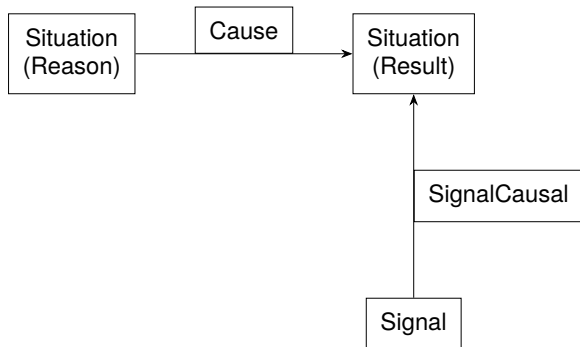 Situation
(Reason)
Cause
Situation
(Result)
SignalCausal
Signal